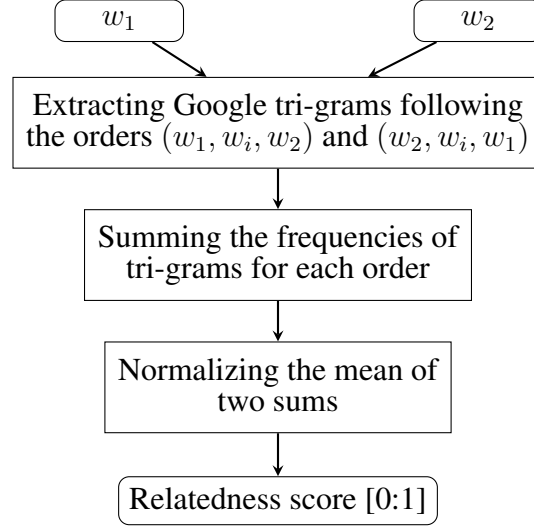 w₁ w₂
Extracting Google tri-grams following
the orders (w₁, wᵢ, w₂) and (w₂, wᵢ, w₁)
Summing the frequencies of
tri-grams for each order
Normalizing the mean of
two sums
Relatedness score [0:1]